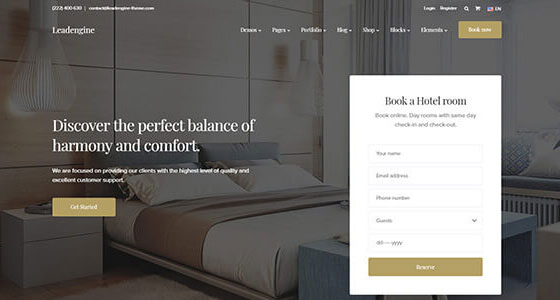 (222) 400-630 | contact@leadengine-theme.com Login Register EN
Leadengine Demos Pages Portfolio Blog Shop Blocks Elements Book now
Discover the perfect balance of
harmony and comfort.
We are focused on providing our clients with the highest level of quality and
excellent customer support.
Get Started
Book a Hotel room
Book online. Day rooms with same day
check-in and check-out.
Your name
Email address
Phone number
Guests
dd----yyyy
Reserve